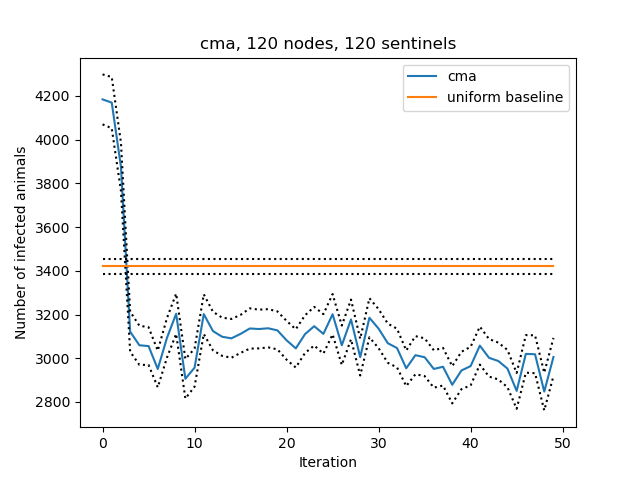 cma, 120 nodes, 120 sentinels
cma
uniform baseline
Number of infected animals
4200
4000
3800
3600
3400
3200
3000
2800
0 10 20 30 40 50
Iteration